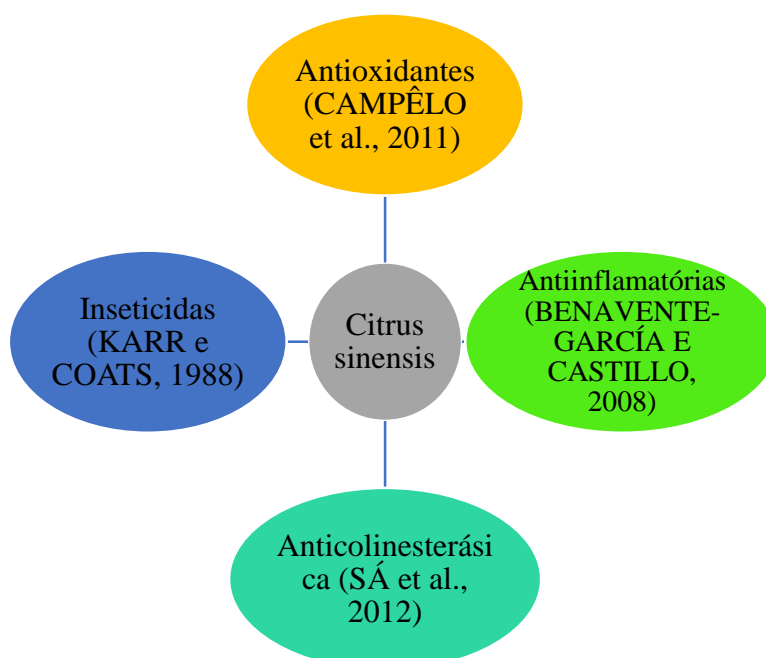 Antioxidantes
(CAMPÊLO
et al., 2011)
Inseticidas
(KARR e
COATS, 1988)
Citrus
sinensis
Antiinflamatórias
(BENAVENTE-
GARCÍA E
CASTILLO,
2008)
Anticolinesterási
ca (SÁ et al.,
2012)